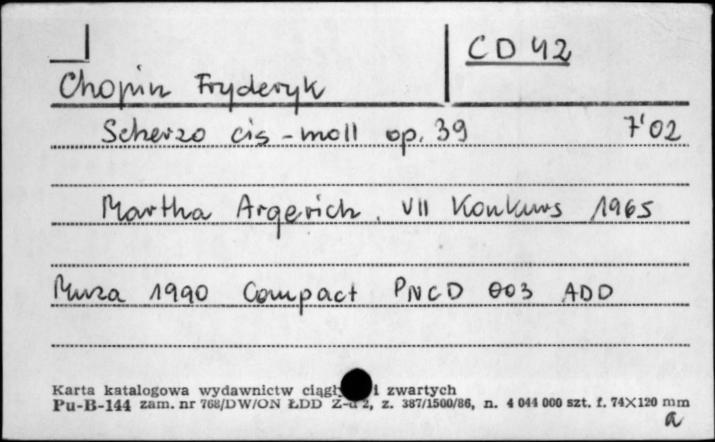 CD 42
Chopin Fryderyk
Scherzo cis-moll op. 39 7'02
Martha Argerich. VII Konkurs 1965
Muza 1990 Compact PNCD 003 ADD
Karta katalogowa wydawnictw i zwartych
Pu-B-144 zam. nr 768/DW/ON ŁDD 2, z. 387/1500/86, n. 4 044 000 szt. f. 74X120 mm
a